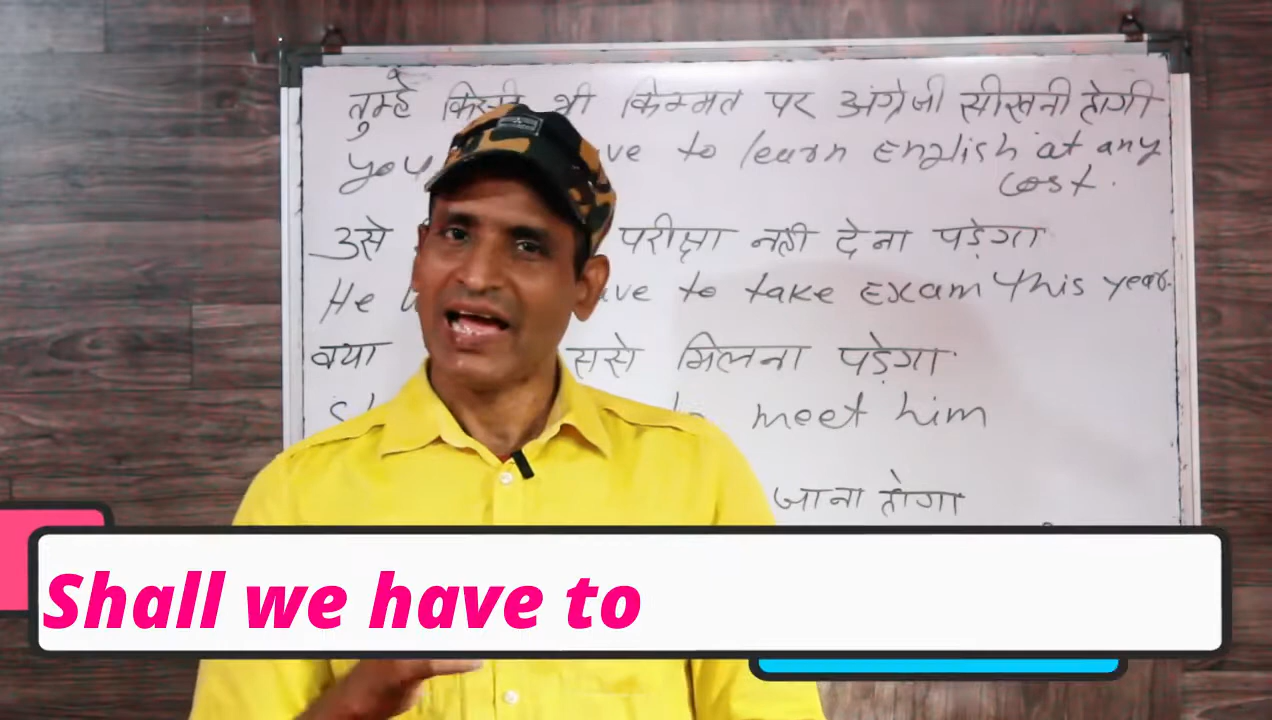 तुम्हे किसी भी किम्मत पर अंग्रेजी सीखनी होगी
you ve to learn English at any
cost.
उसे परीक्षा नही देना पड़ेगा
He ve to take Exam this year.
क्या ससे मिलना पड़ेगा
meet him
जाना होगा
Shall we have to